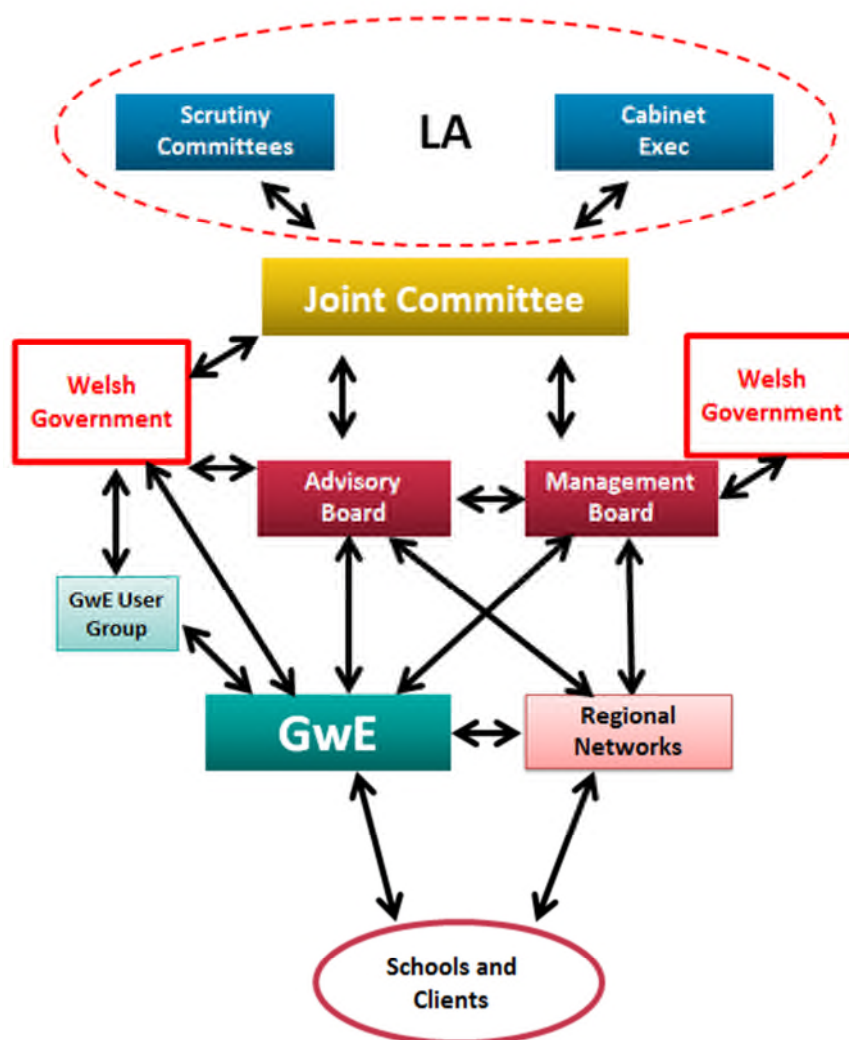 Scrutiny
Committees
LA
Cabinet
Exec
Joint Committee
Welsh
Government
Welsh
Government
Advisory
Board
Management
Board
GwE User
Group
GwE
Regional
Networks
Schools and
Clients